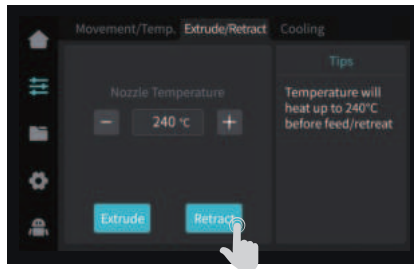 Movement/Temp. Extrude/Retract Cooling
Tips
Nozzle Temperature
Temperature will
heat up to 240°C
before feed/retreat
− 240 °C +
Extrude Retract